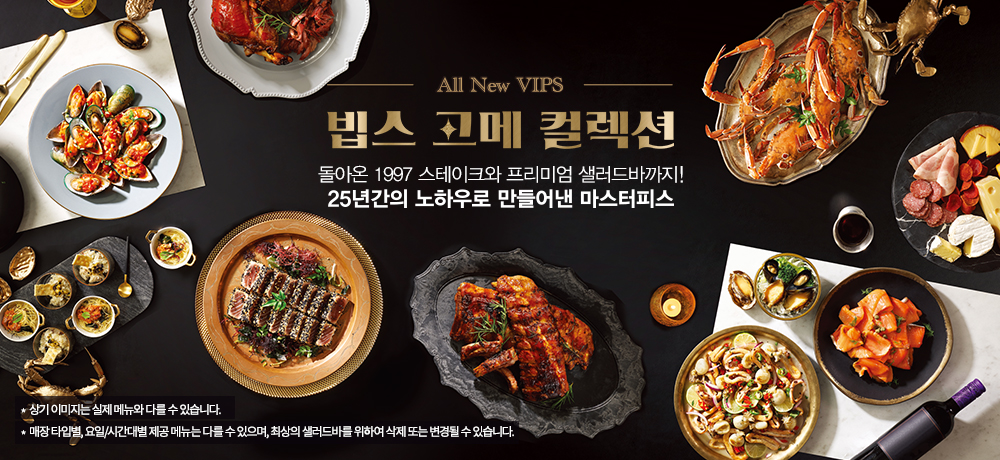 All New VIPS
빕스 고메 컬렉션
돌아온 1997 스테이크와 프리미엄 샐러드바까지!
25년간의 노하우로 만들어낸 마스터피스
* 상기 이미지는 실제 메뉴와 다를 수 있습니다.
* 매장 타입별, 요일/시간대별 제공 메뉴는 다를 수 있으며, 최상의 샐러드바를 위하여 삭제 또는 변경될 수 있습니다.